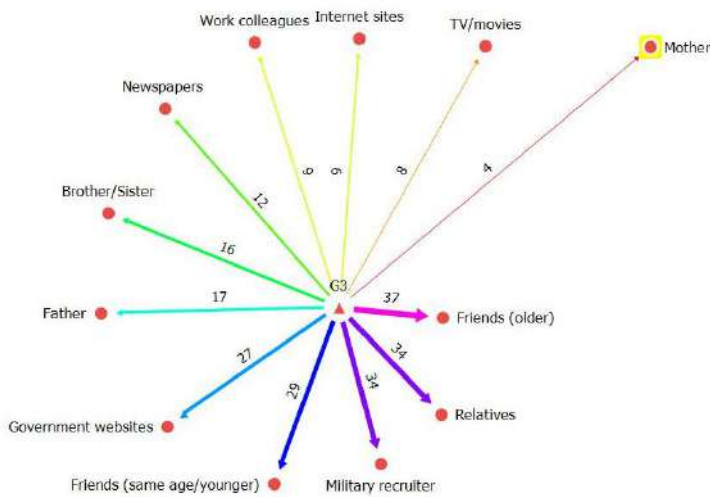 Work colleagues
Internet sites
TV/movies
Mother
Newspapers
9
9
8
4
12
Brother/Sister
16
G3
Father
17
37
Friends (older)
27
29
34
34
Relatives
Government websites
Friends (same age/younger)
Military recruiter